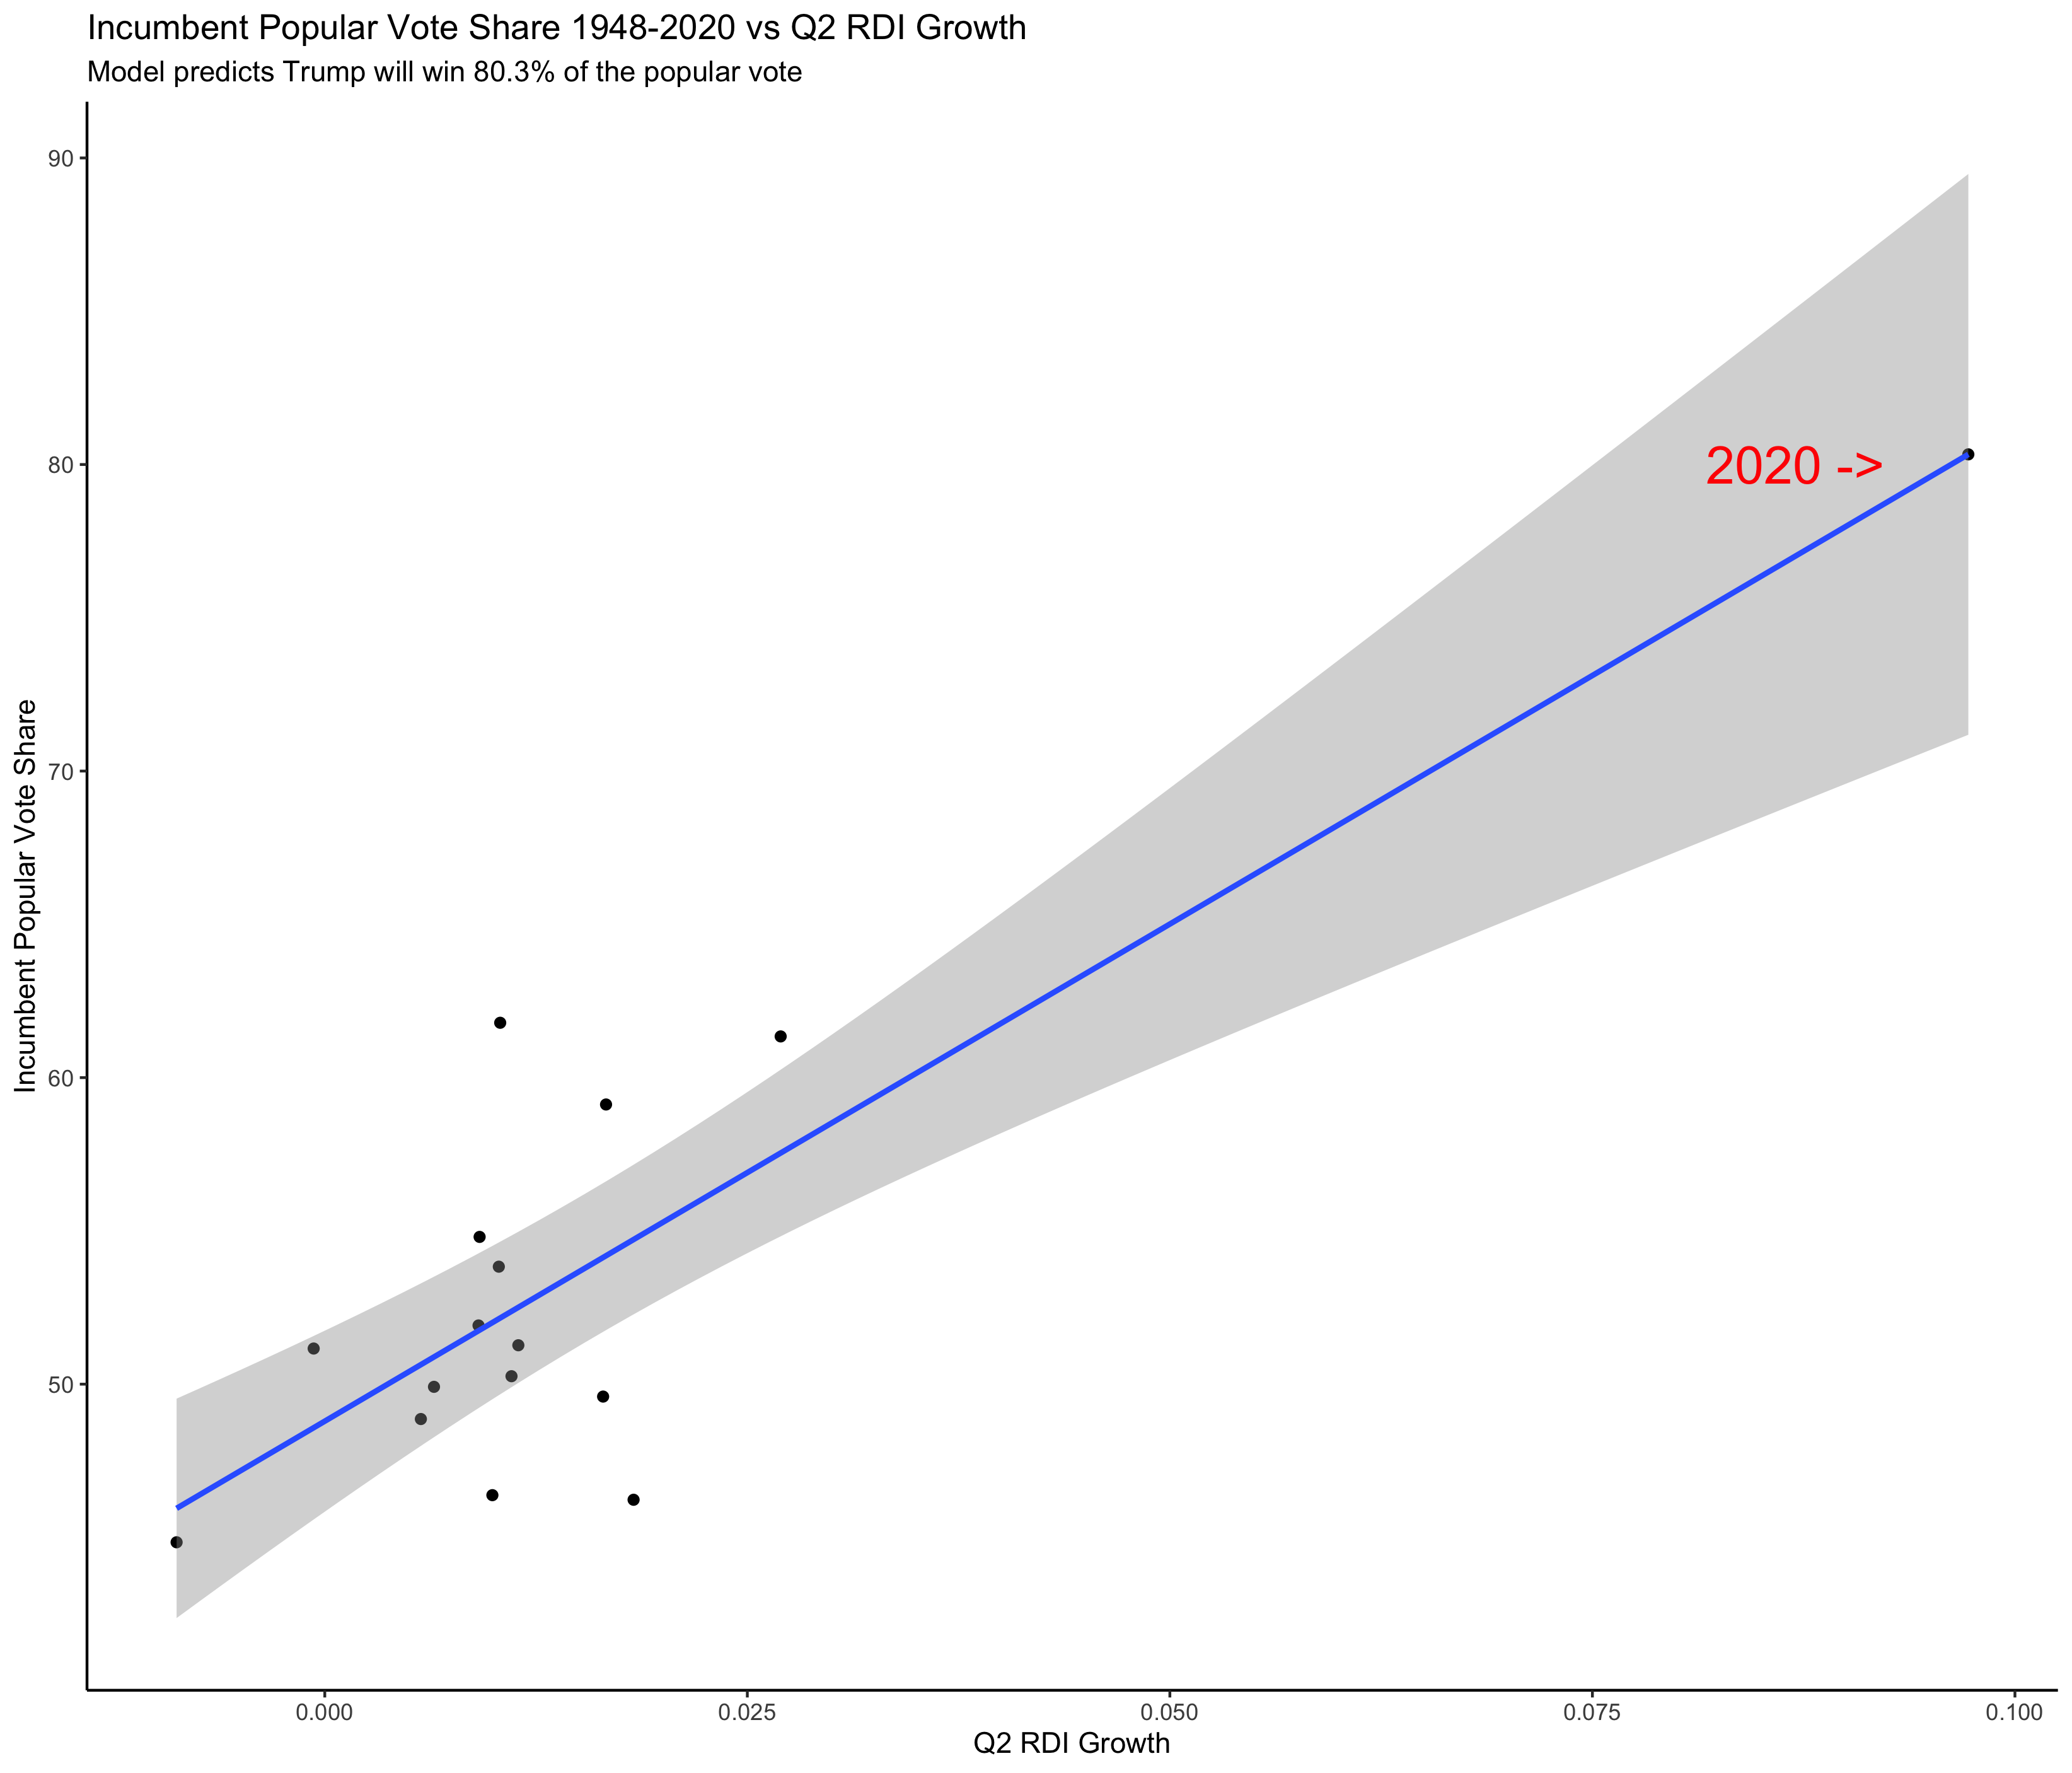 Incumbent Popular Vote Share 1948-2020 vs Q2 RDI Growth
Model predicts Trump will win 80.3% of the popular vote
90
80
70
60
50
Incumbent Popular Vote Share
2020 ->
0.000
0.025
0.050
0.075
0.100
Q2 RDI Growth